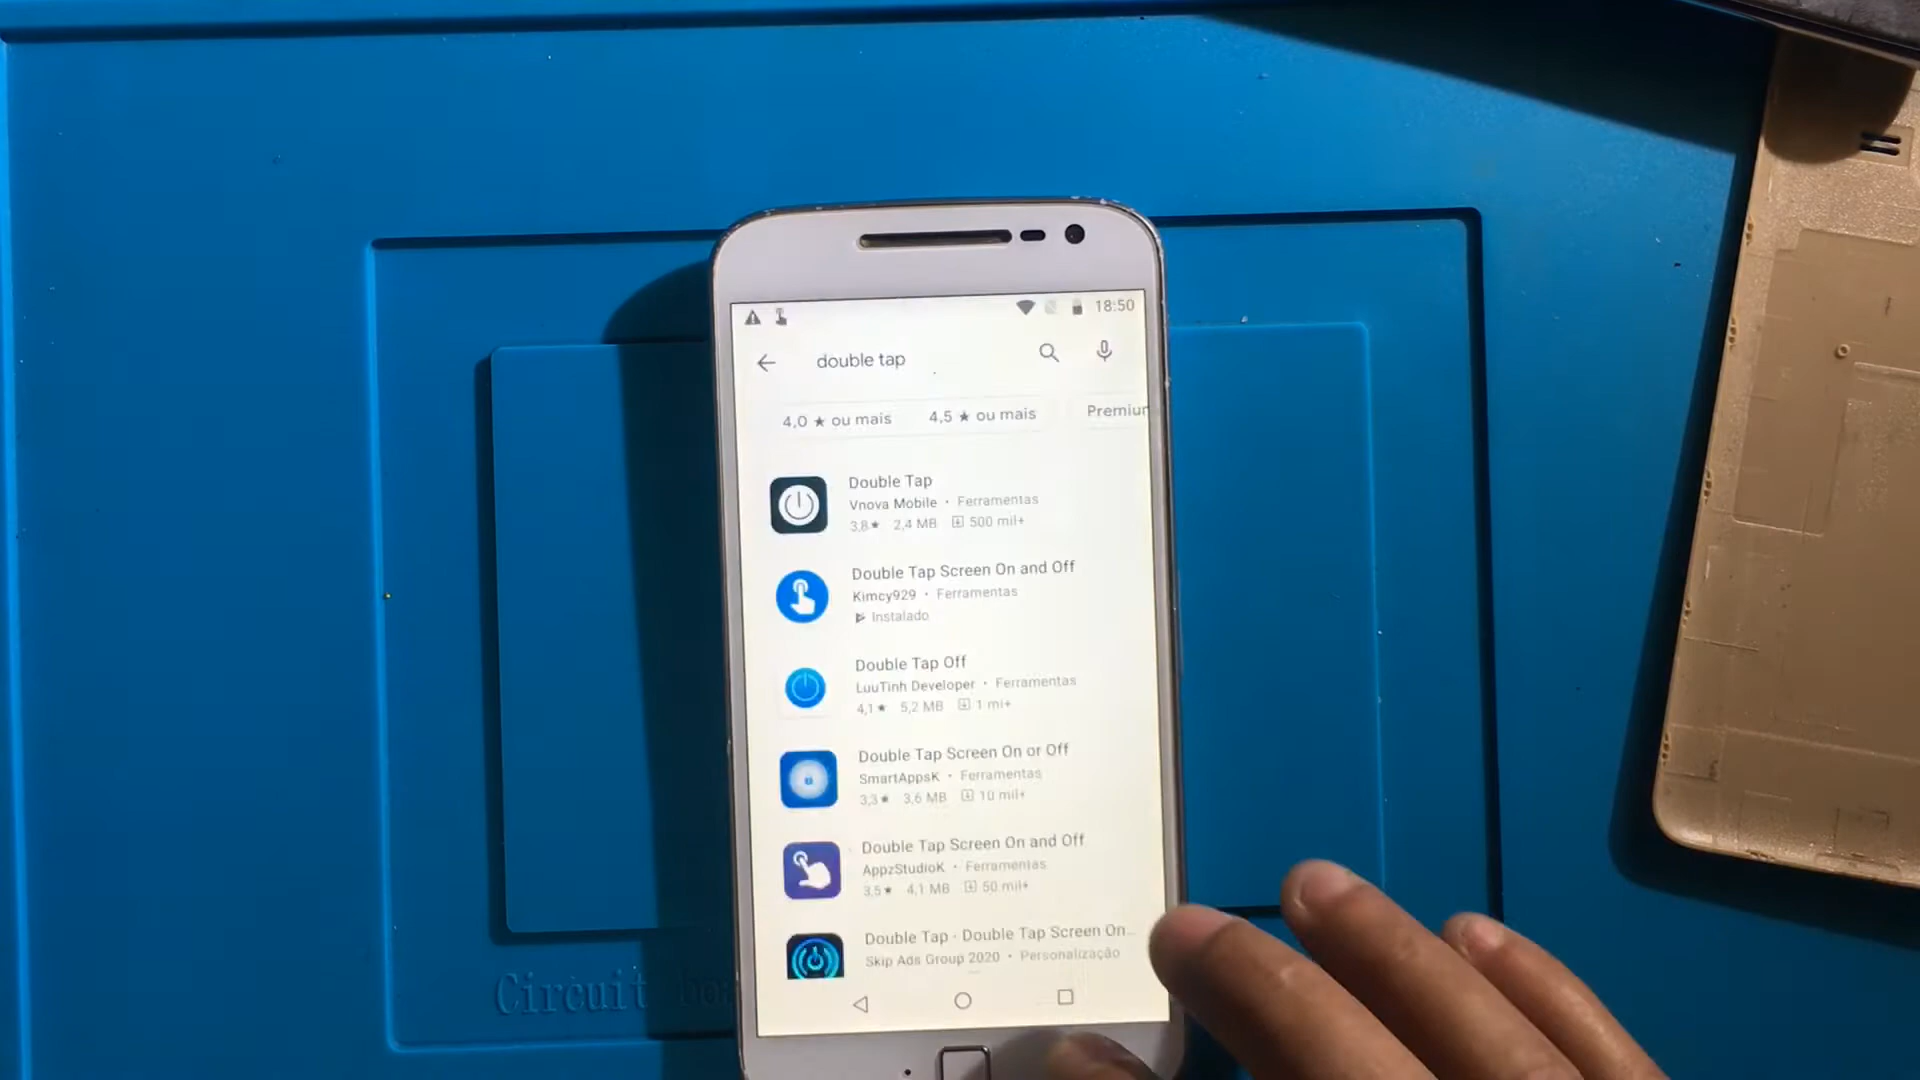 18:50
double tap
4,0 ★ ou mais 4,5 ★ ou mais Premiur
Double Tap
Vnova Mobile • Ferramentas
3,8★ 2,4 MB 500 mil+
Double Tap Screen On and Off
Kimcy929 • Ferramentas
Instalado
Double Tap Off
LuuTinh Developer • Ferramentas
4,1★ 5,2 MB 1 mi+
Double Tap Screen On or Off
SmartAppsK • Ferramentas
3,3★ 3,6 MB 10 mil+
Double Tap Screen On and Off
AppzStudioK • Ferramentas
3,5★ 4,1 MB 50 mil+
Double Tap - Double Tap Screen On...
Skip Ads Group 2020 • Personalização
Circuit